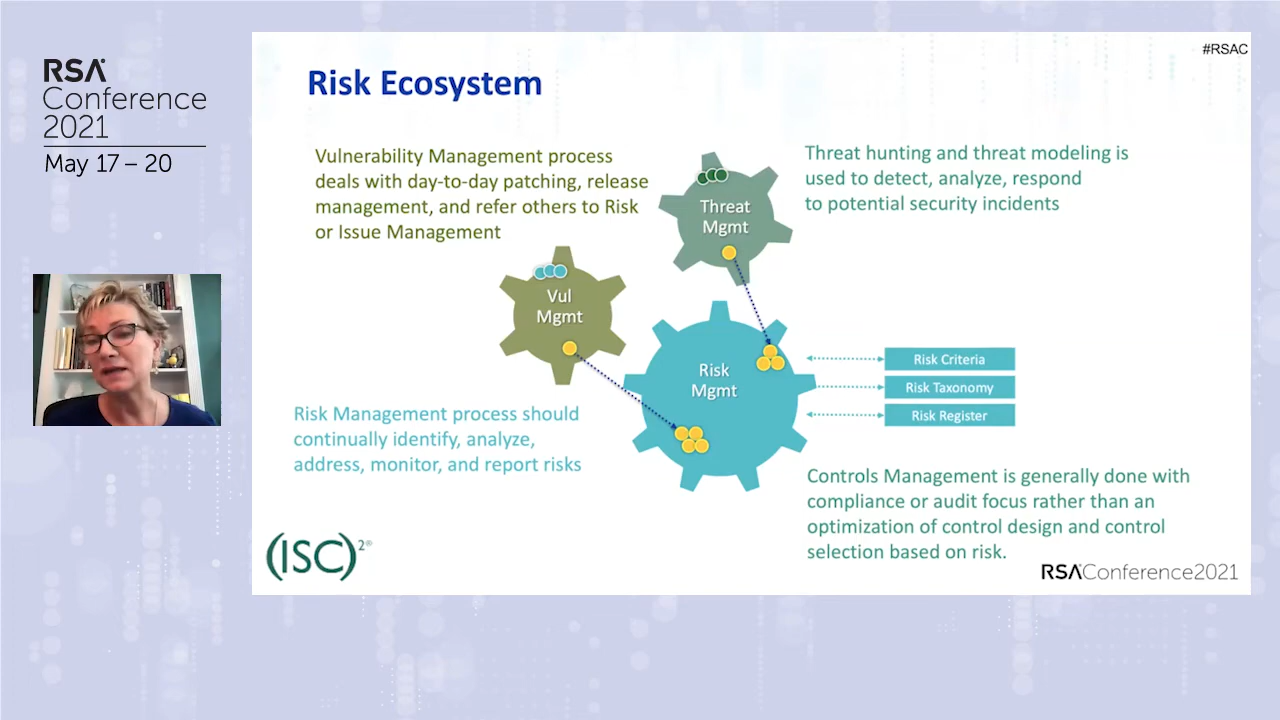 RSA
Conference
2021
May 17 – 20
#RSAC
Risk Ecosystem
Vulnerability Management process
deals with day-to-day patching, release
management, and refer others to Risk
or Issue Management
Threat hunting and threat modeling is
used to detect, analyze, respond
to potential security incidents
Threat
Mgmt
Vul
Mgmt
Risk
Mgmt
Risk Criteria
Risk Taxonomy
Risk Register
Risk Management process should
continually identify, analyze,
address, monitor, and report risks
Controls Management is generally done with
compliance or audit focus rather than an
optimization of control design and control
selection based on risk.
(ISC)²®
RSAConference2021